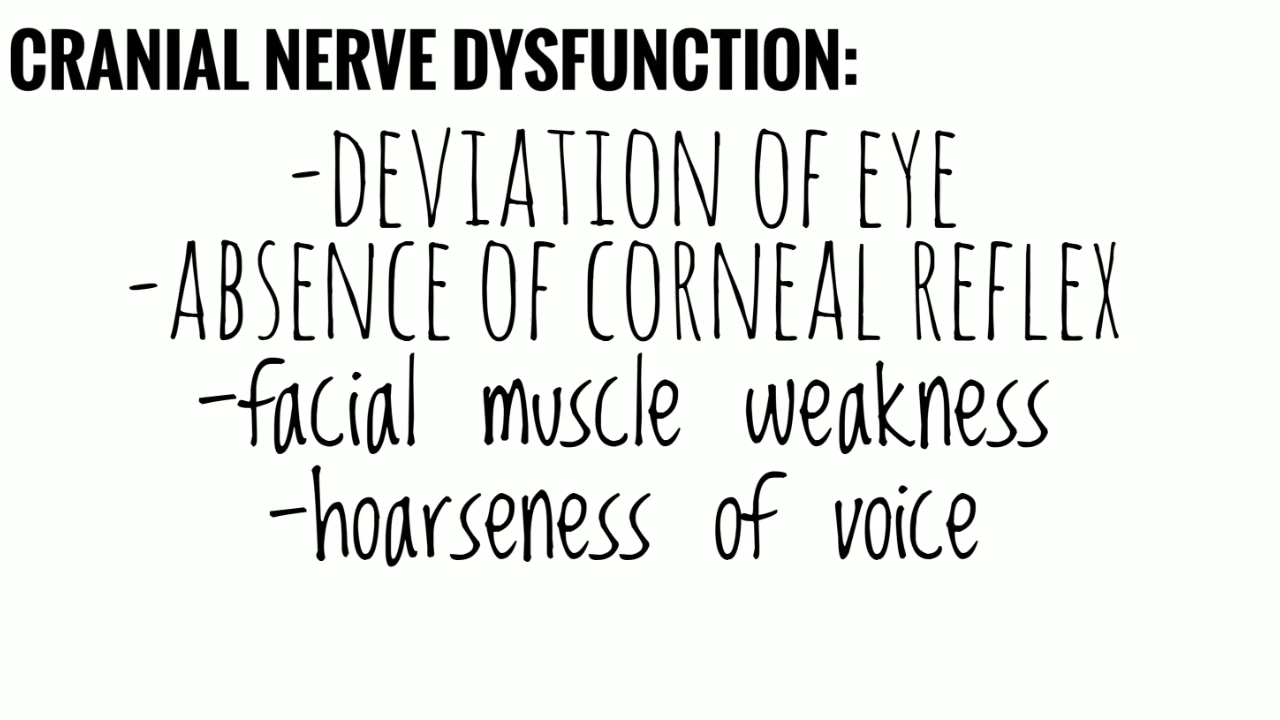 CRANIAL NERVE DYSFUNCTION:
-DEVIATION OF EYE
-ABSENCE OF CORNEAL REFLEX
-facial muscle weakness
-hoarseness of voice